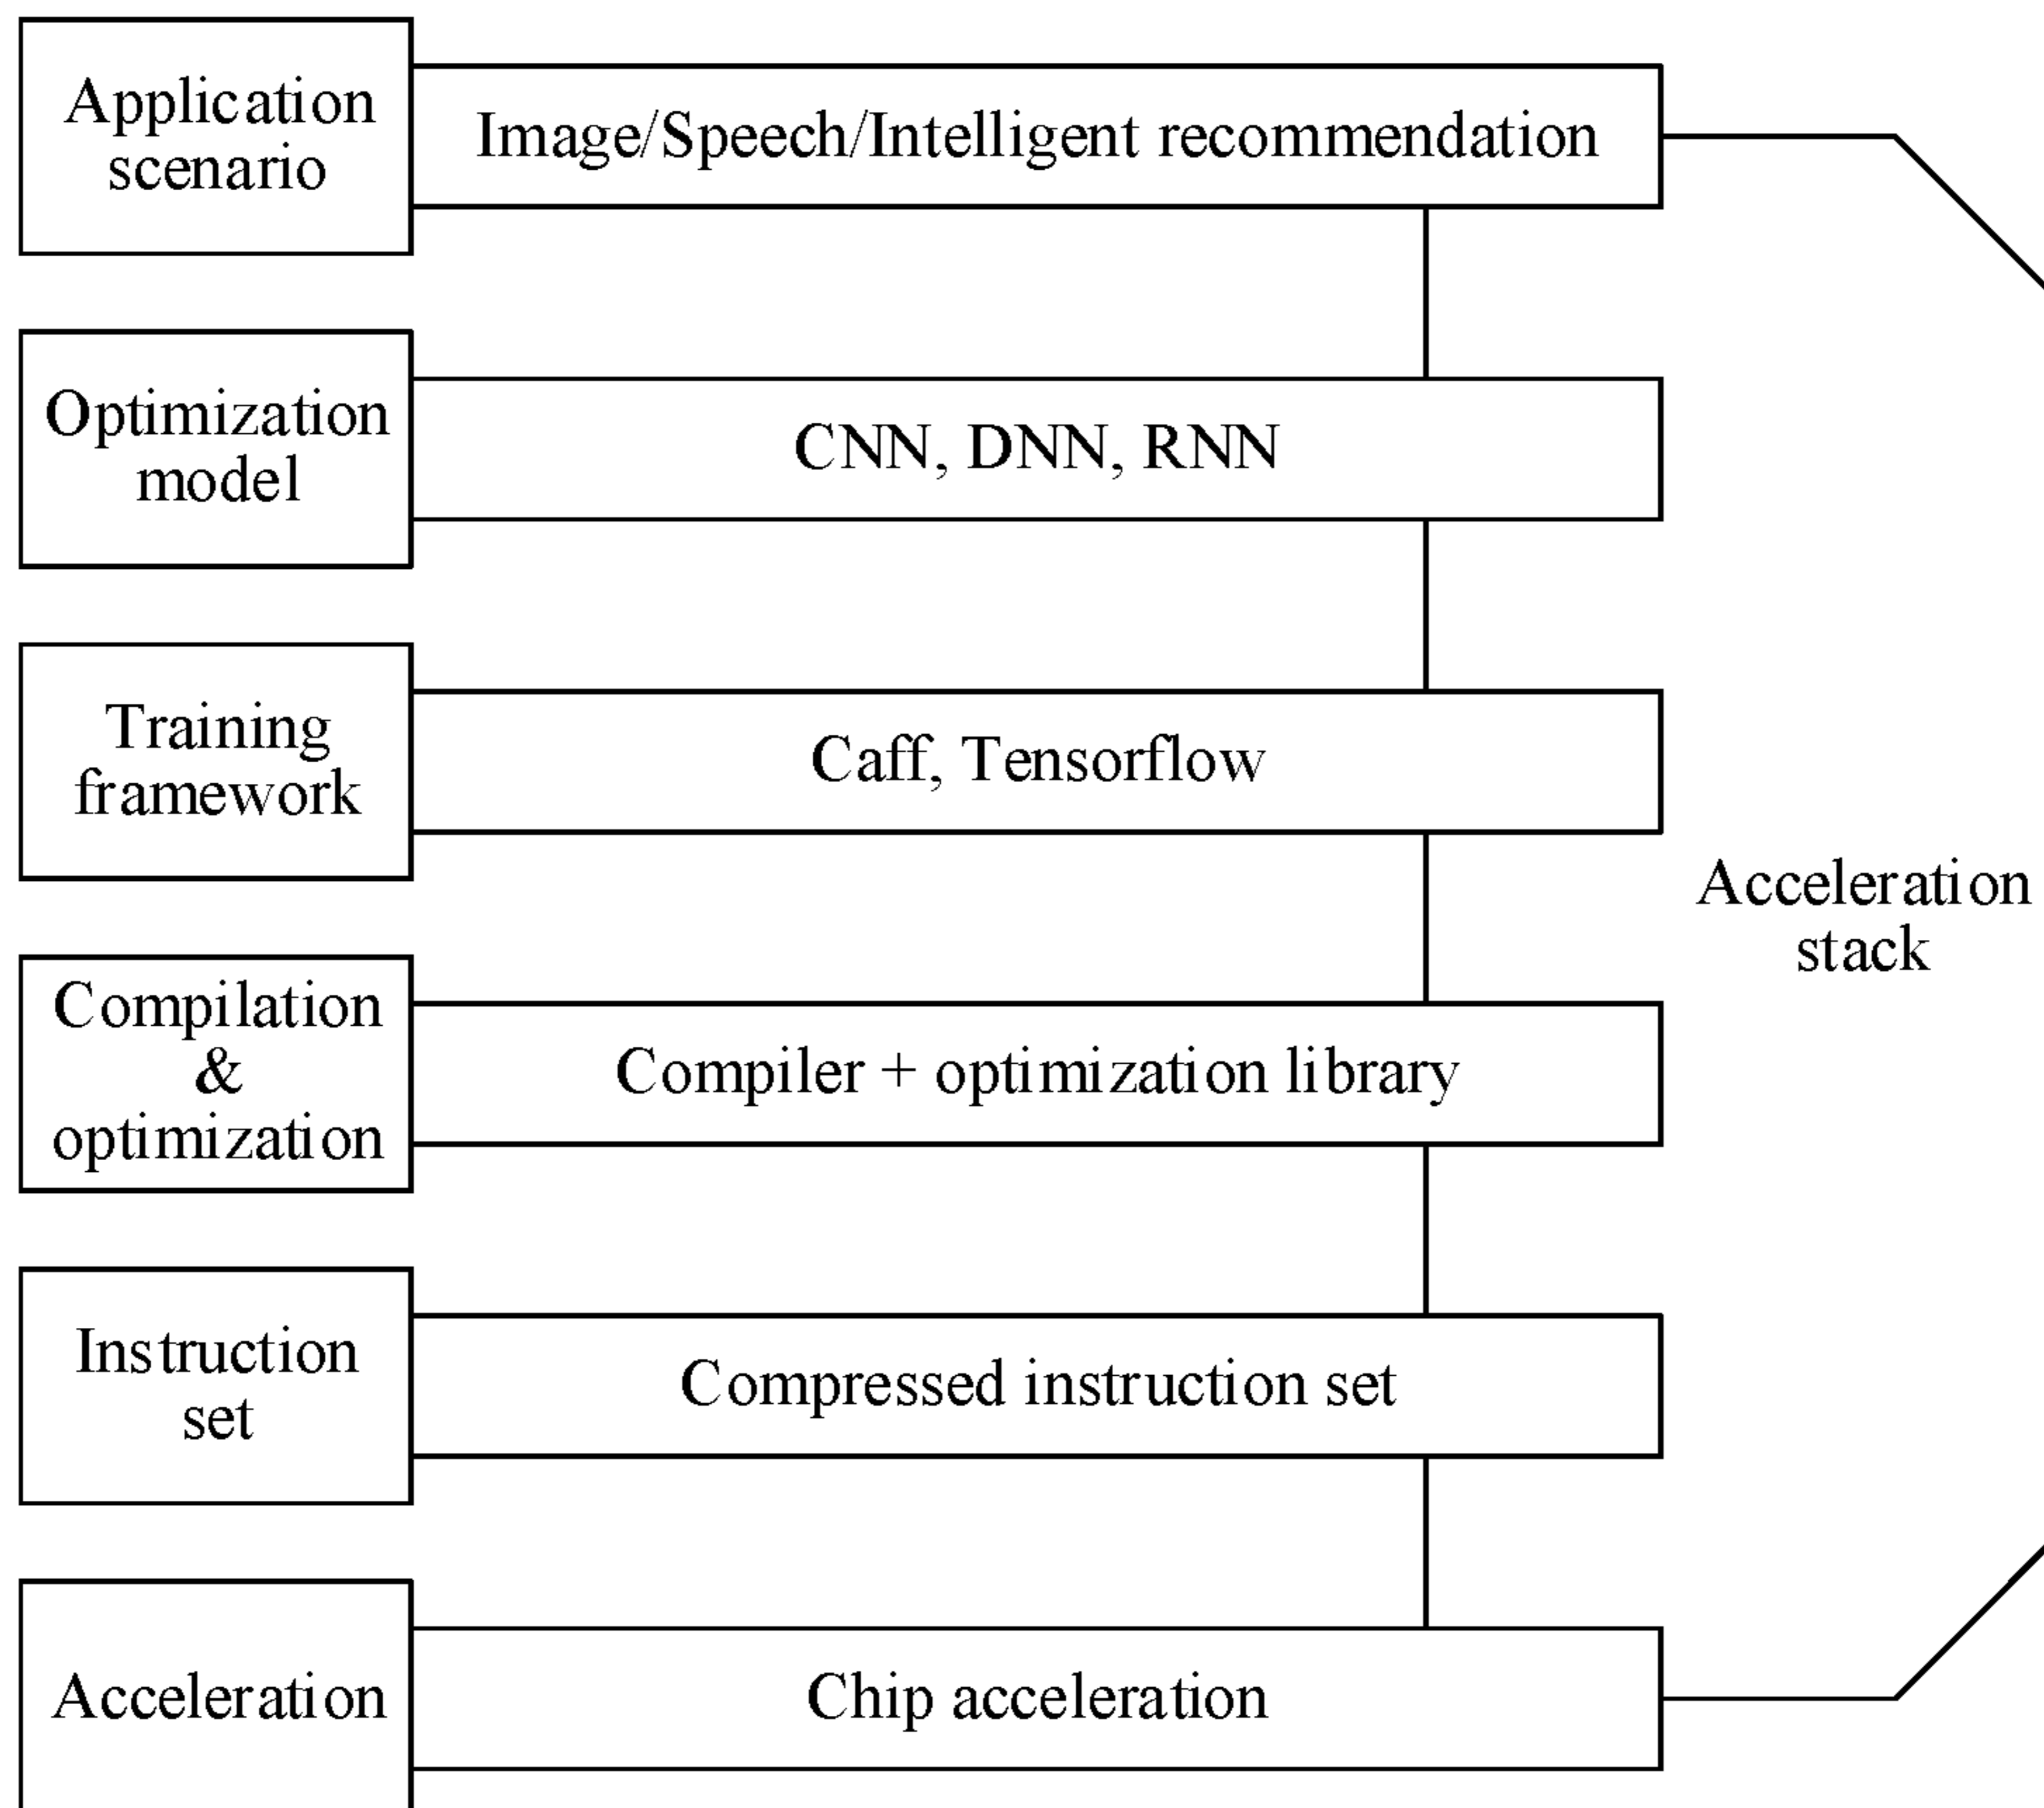 Application
scenario
Image/Speech/Intelligent recommendation
Optimization
model
CNN, DNN, RNN
Training
framework
Caff, Tensorflow
Acceleration
stack
Compilation
&
optimization
Compiler + optimization library
Instruction
set
Compressed instruction set
Acceleration
Chip acceleration